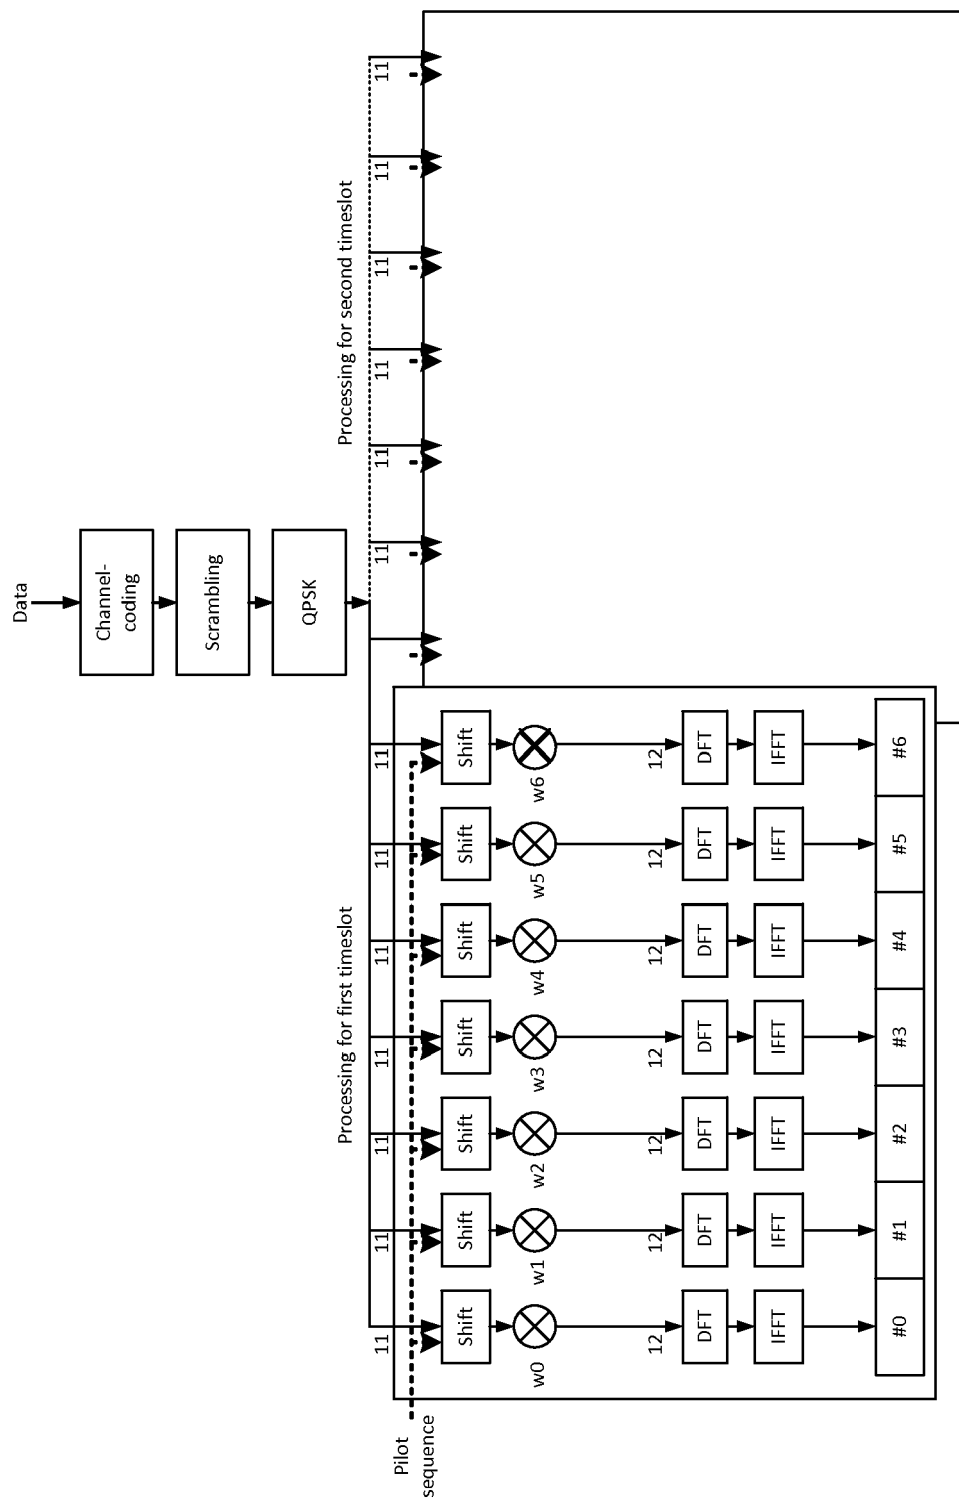 Data
Channel-
coding
Scrambling
QPSK
Processing for first timeslot
Processing for second timeslot
11
11
11
11
11
11
11
11
11
11
11
11
11
Pilot
sequence
Shift
Shift
Shift
Shift
Shift
Shift
Shift
w0
w1
w2
w3
w4
w5
w6
12
12
12
12
12
12
12
DFT
DFT
DFT
DFT
DFT
DFT
DFT
IFFT
IFFT
IFFT
IFFT
IFFT
IFFT
IFFT
#0
#1
#2
#3
#4
#5
#6